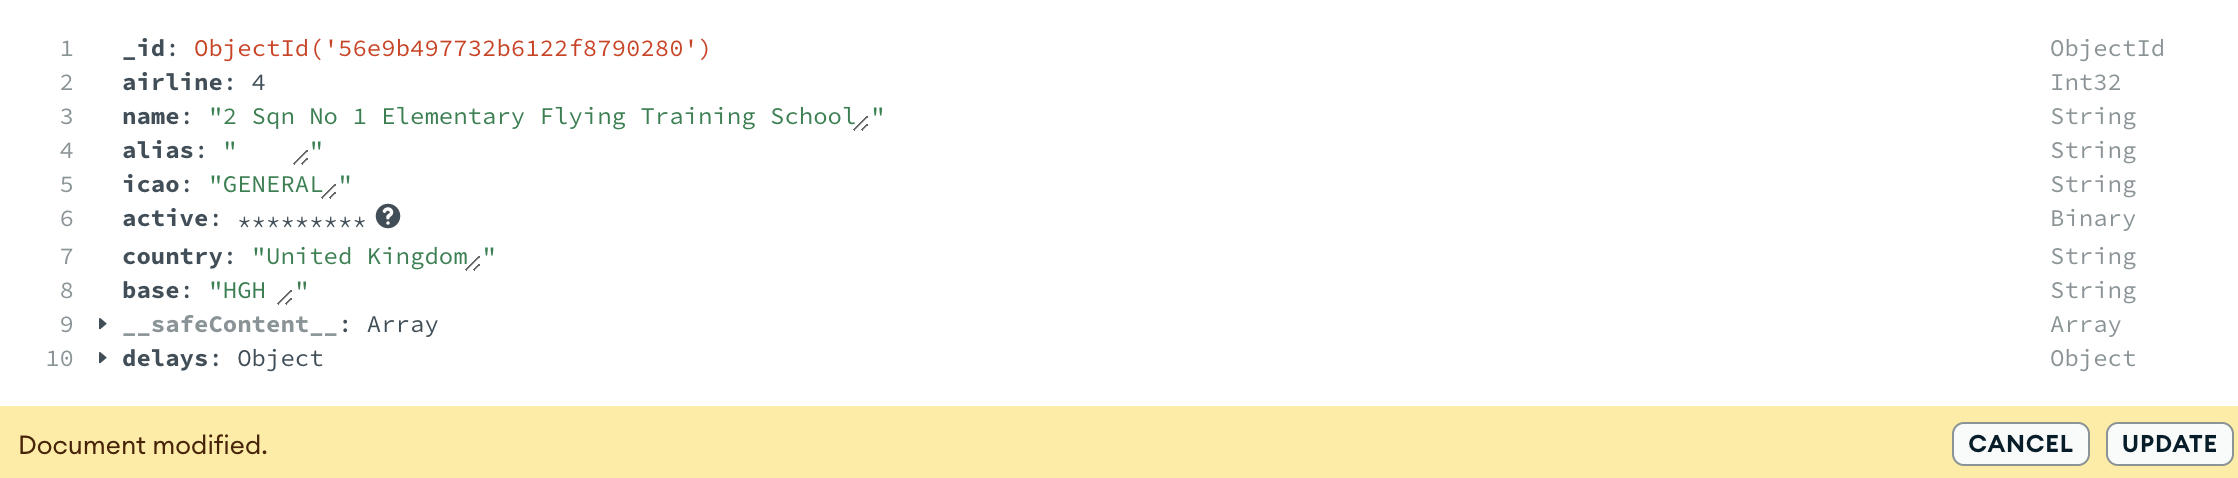 1 _id: ObjectId('56e9b497732b6122f8790280') ObjectId
2 airline: 4 Int32
3 name: "2 Sqn No 1 Elementary Flying Training School" String
4 alias: " " String
5 icao: "GENERAL" String
6 active: ********* ? Binary
7 country: "United Kingdom" String
8 base: "HGH " String
9 __safeContent__: Array Array
10 delays: Object Object
Document modified. CANCEL UPDATE